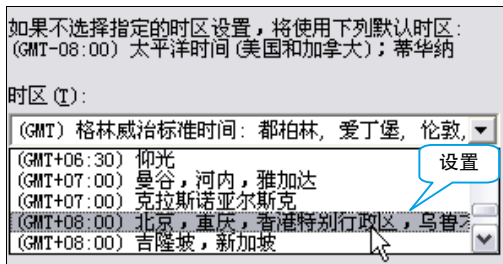 如果不选择指定的时区设置，将使用下列默认时区：
(GMT-08:00) 太平洋时间(美国和加拿大)；蒂华纳
时区(T)：
(GMT) 格林威治标准时间: 都柏林, 爱丁堡, 伦敦,
(GMT+06:30) 仰光
设置
(GMT+07:00) 曼谷，河内，雅加达
(GMT+07:00) 克拉斯诺亚尔斯克
(GMT+08:00) 北京，重庆，香港特别行政区，乌鲁
(GMT+08:00) 吉隆坡，新加坡